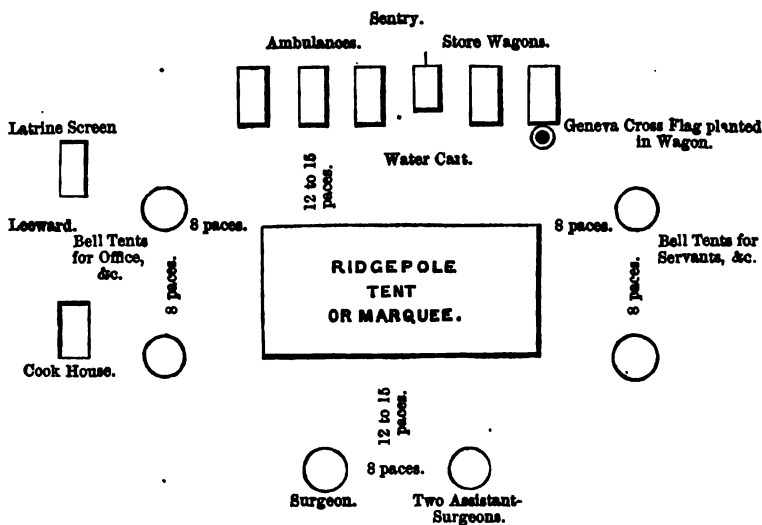 Sentry.
Ambulances.
Store Wagons.
Latrine Screen
Geneva Cross Flag planted
in Wagon.
Water Cart.
12 to 15
paces.
Leeward.
8 paces.
8 paces.
Bell Tents
for Office,
&c.
Bell Tents for
Servants, &c.
8 paces.
8 paces.
RIDGEPOLE
TENT
OR MARQUEE.
Cook House.
12 to 15
paces.
8 paces.
Surgeon.
Two Assistant-
Surgeons.